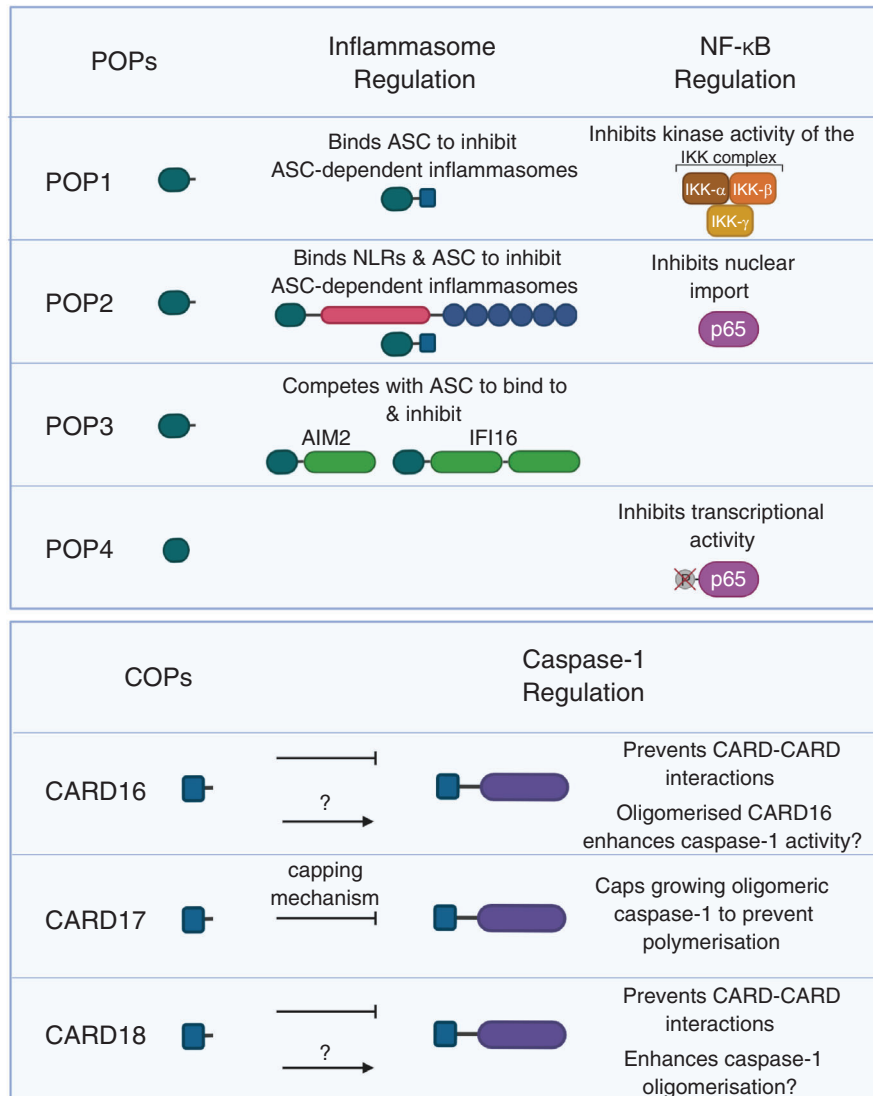 POPs
Inflammasome
Regulation
NF-κB
Regulation
POP1
Binds ASC to inhibit
ASC-dependent inflammasomes
Inhibits kinase activity of the
IKK complex
IKK-α IKK-β
IKK-γ
POP2
Binds NLRs & ASC to inhibit
ASC-dependent inflammasomes
Inhibits nuclear
import
p65
POP3
Competes with ASC to bind to
& inhibit
AIM2
IFI16
POP4
Inhibits transcriptional
activity
P p65
COPs
Caspase-1
Regulation
CARD16
?
Prevents CARD-CARD
interactions
Oligomerised CARD16
enhances caspase-1 activity?
CARD17
capping
mechanism
Caps growing oligomeric
caspase-1 to prevent
polymerisation
CARD18
?
Prevents CARD-CARD
interactions
Enhances caspase-1
oligomerisation?